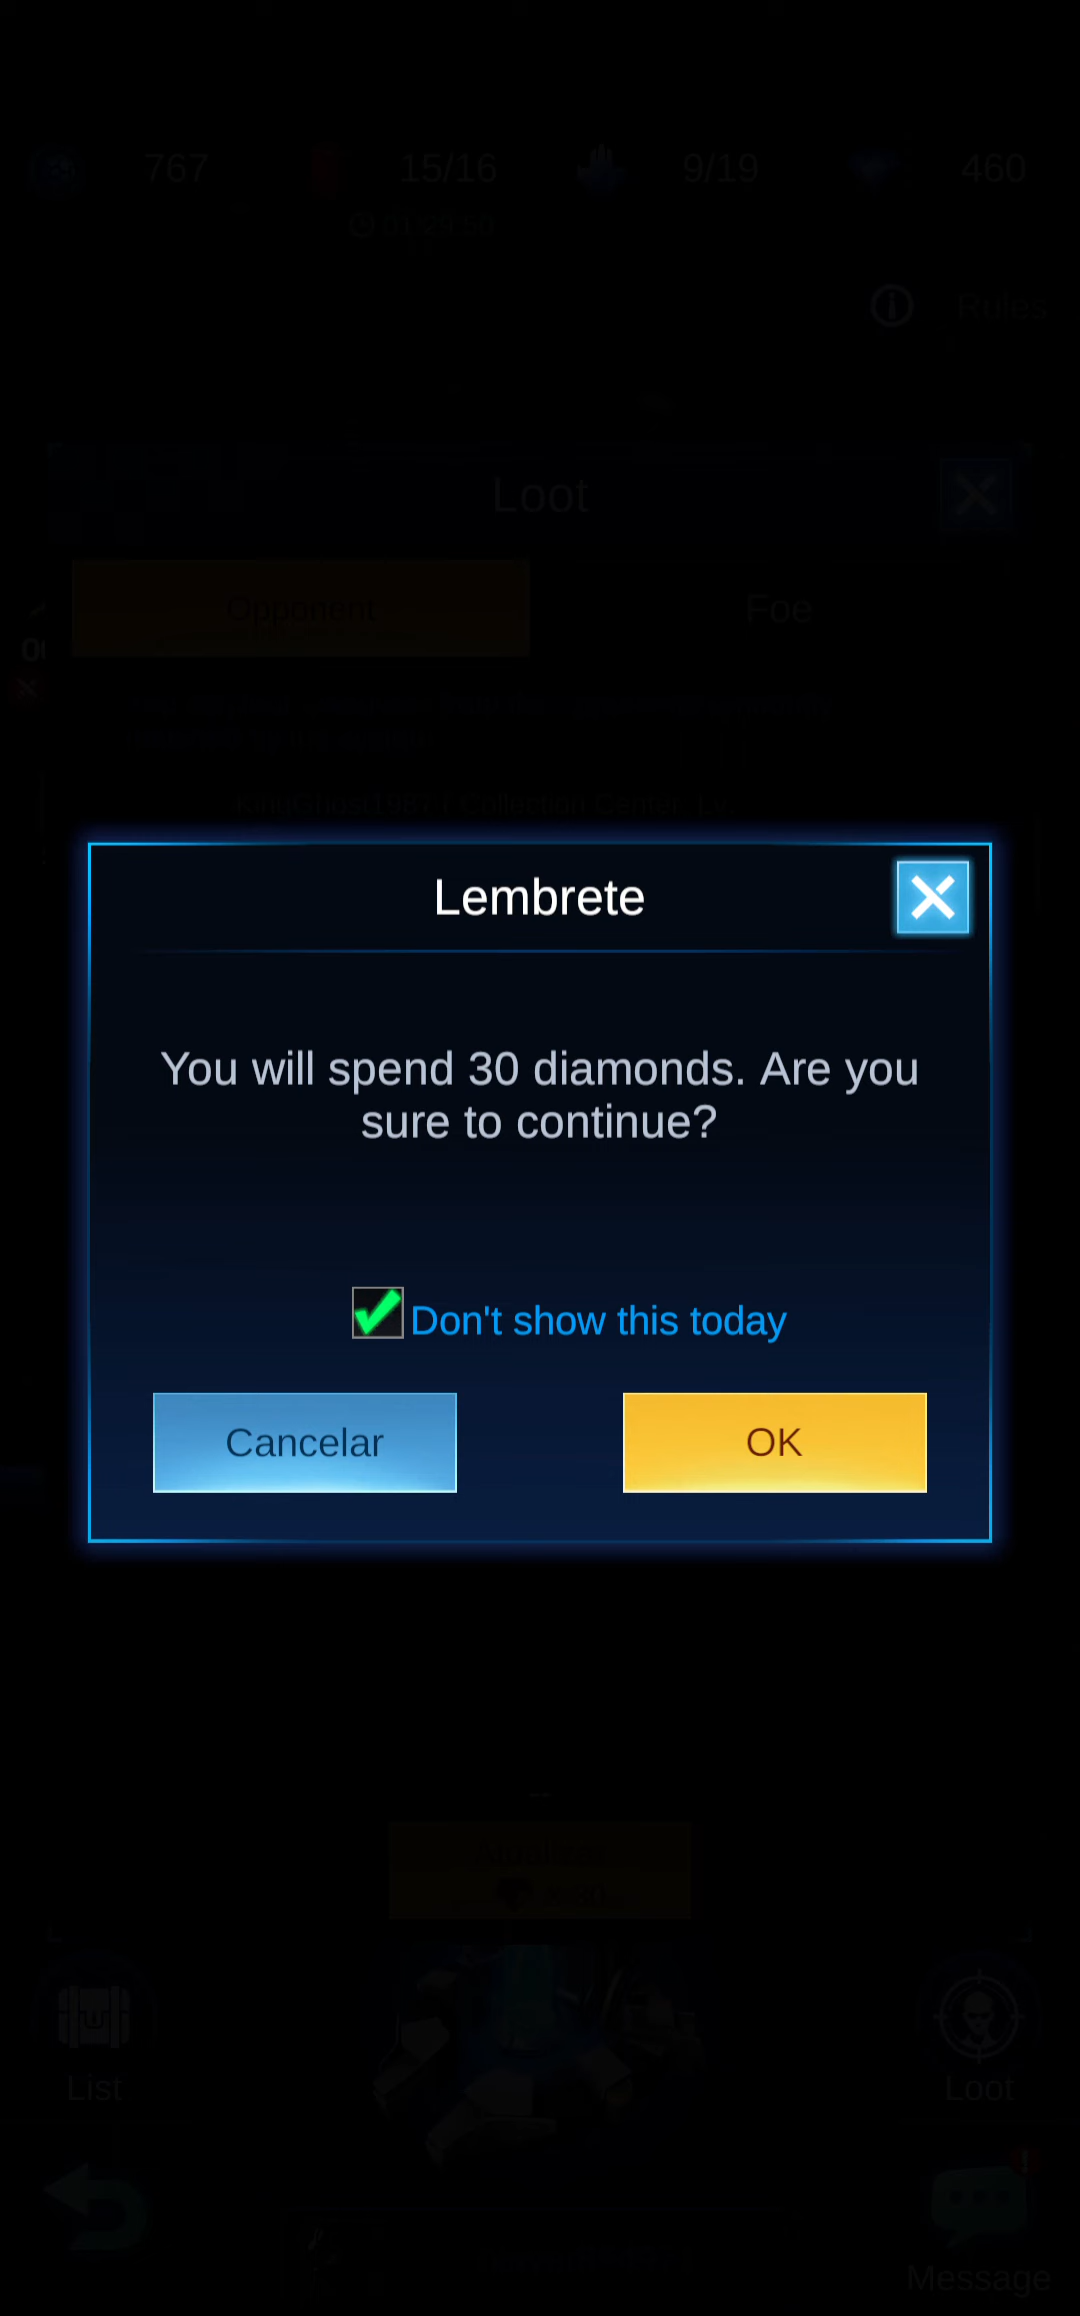 767
15/16
9/19
460
Rules
Loot
Opponent
Foe
Lembrete
You will spend 30 diamonds. Are you
sure to continue?
Don't show this today
Cancelar
OK
List
Loot
Message